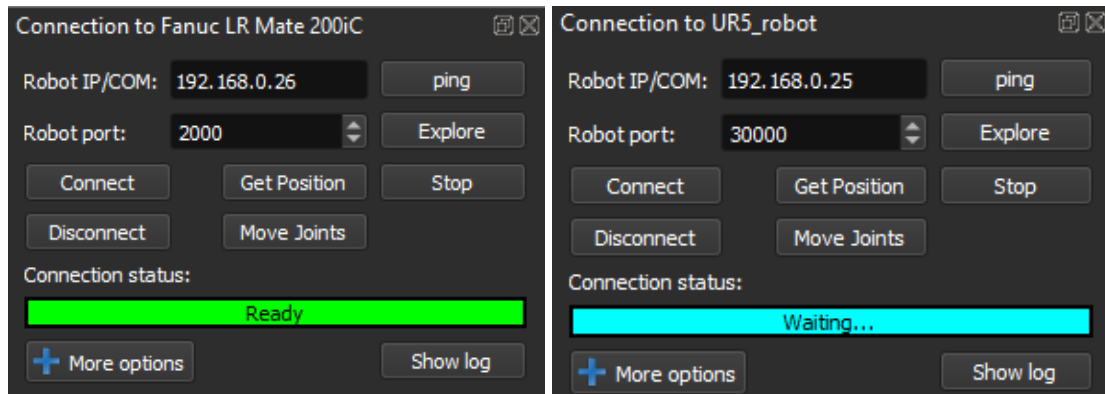 Connection to Fanuc LR Mate 200iC
Robot IP/COM: 192.168.0.26 ping
Robot port: 2000 Explore
Connect Get Position Stop
Disconnect Move Joints
Connection status:
Ready
More options Show log
Connection to UR5_robot
Robot IP/COM: 192.168.0.25 ping
Robot port: 30000 Explore
Connect Get Position Stop
Disconnect Move Joints
Connection status:
Waiting...
More options Show log